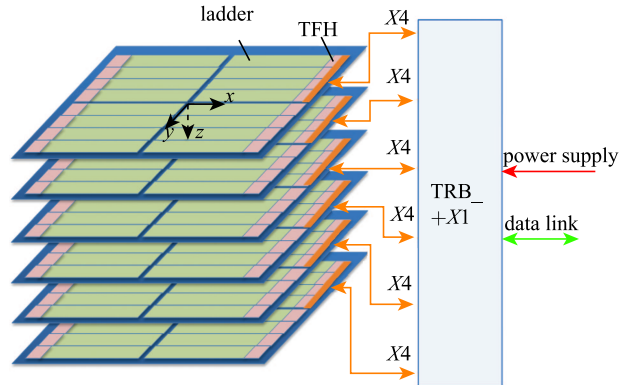 ladder
TFH
X4
x
y
z
X4
X4
X4
X4
X4
TRB_
+X1
power supply
data link